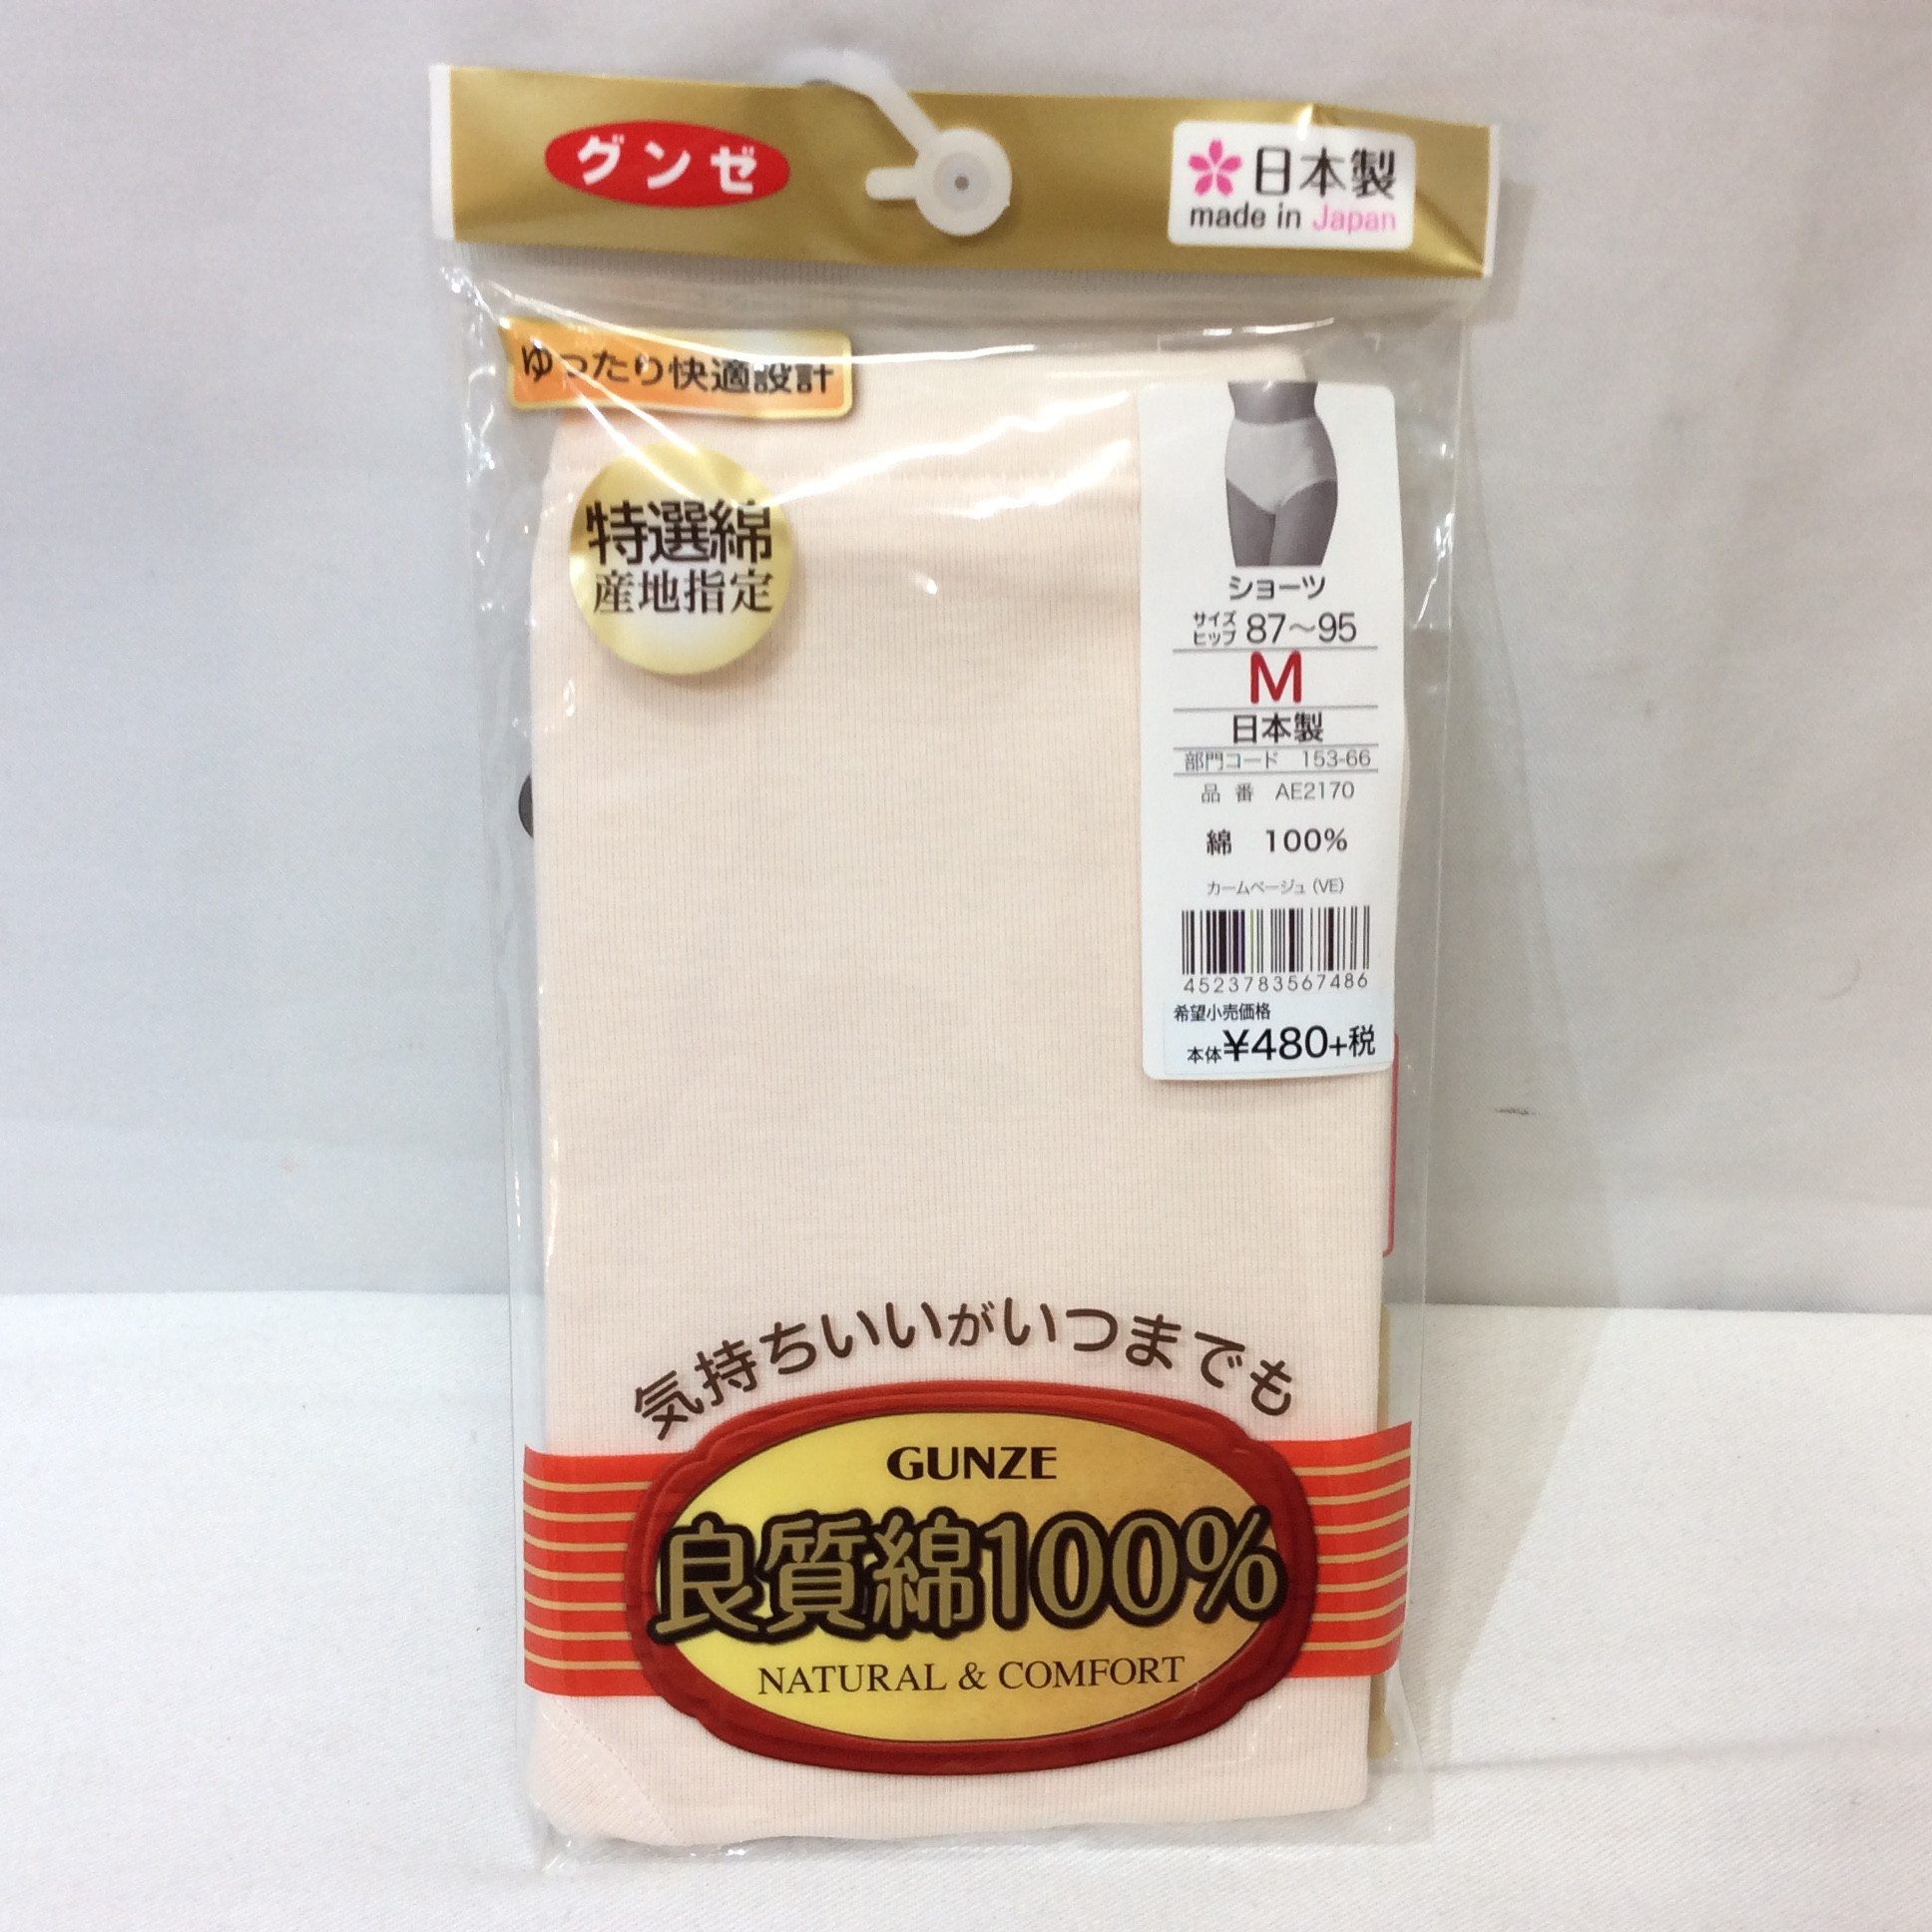 グンゼ
日本製
made in Japan
ゆったり快適設計
特選綿
産地指定
ショーツ
サイズ
ヒップ 87～95
M
日本製
部門コード 153-66
品番 AE2170
綿 100%
カームベージュ(VE)
4523783567486
希望小売価格
本体¥480+税
気持ちいいがいつまでも
GUNZE
良質綿100%
NATURAL & COMFORT